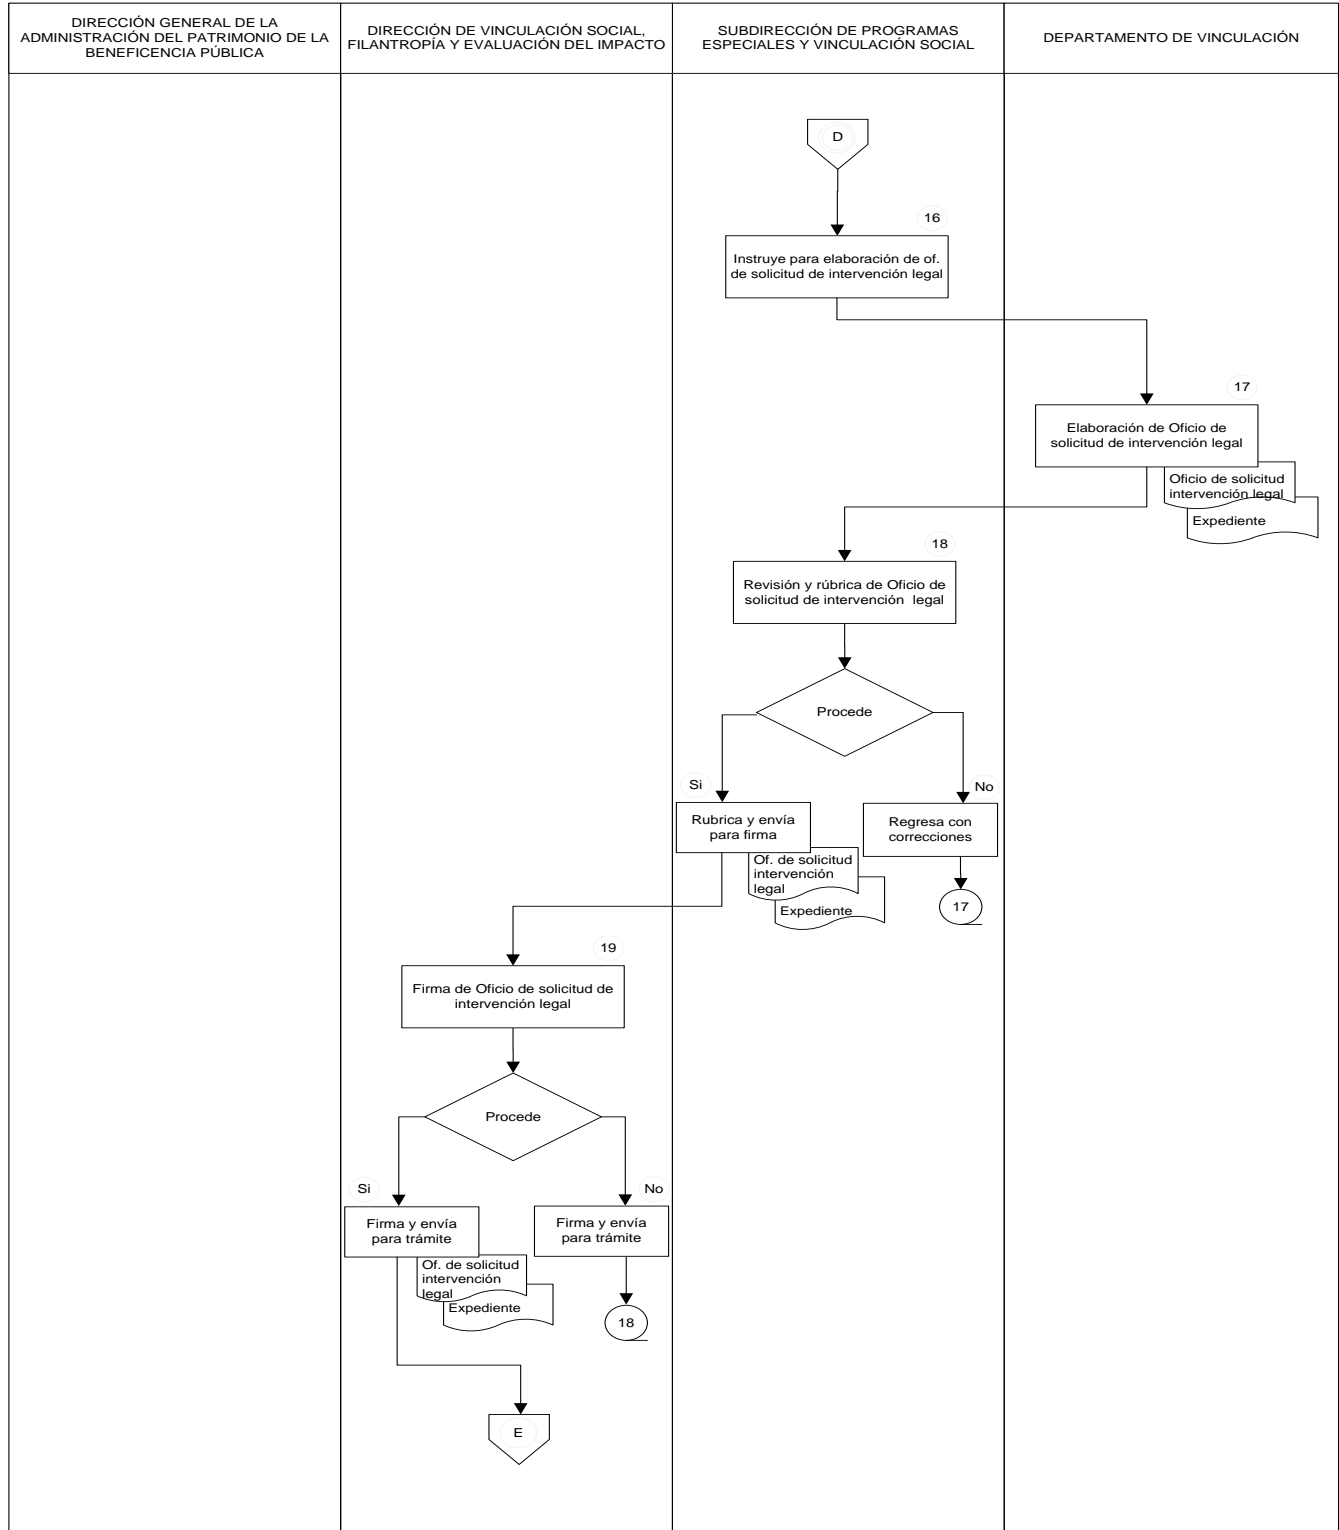 DIRECCIÓN GENERAL DE LA
ADMINISTRACIÓN DEL PATRIMONIO DE LA
BENEFICENCIA PÚBLICA
DIRECCIÓN DE VINCULACIÓN SOCIAL,
FILANTROPÍA Y EVALUACIÓN DEL IMPACTO
SUBDIRECCIÓN DE PROGRAMAS
ESPECIALES Y VINCULACIÓN SOCIAL
DEPARTAMENTO DE VINCULACIÓN
D
16
Instruye para elaboración de of.
de solicitud de intervención legal
17
Elaboración de Oficio de
solicitud de intervención legal
Oficio de solicitud
intervención legal
Expediente
18
Revisión y rúbrica de Oficio de
solicitud de intervención legal
Procede
Si
No
Rubrica y envía
para firma
Regresa con
correcciones
Of. de solicitud
intervención
legal
Expediente
17
19
Firma de Oficio de solicitud de
intervención legal
Procede
Si
No
Firma y envía
para trámite
Firma y envía
para trámite
Of. de solicitud
intervención
legal
Expediente
18
E